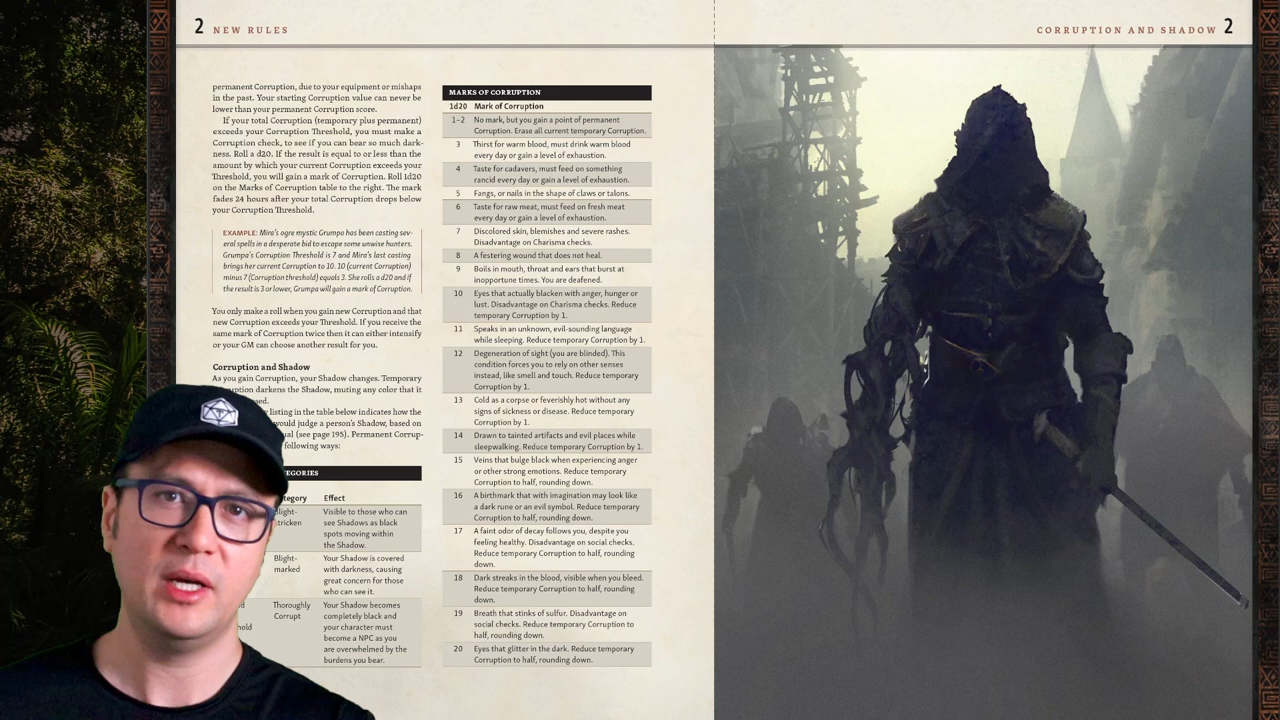 2 NEW RULES
CORRUPTION AND SHADOW 2
permanent Corruption, due to your equipment or mishaps
in the past. Your starting Corruption value can never be
lower than your permanent Corruption score.
If your total Corruption (temporary plus permanent)
exceeds your Corruption Threshold, you must make a
Corruption check, to see if you can bear so much dark-
ness. Roll a d20. If the result is equal to or less than the
amount by which your current Corruption exceeds your
Threshold, you will gain a mark of Corruption. Roll 1d20
on the Marks of Corruption table to the right. The mark
fades 24 hours after your total Corruption drops below
your Corruption Threshold.
EXAMPLE: Mira's ogre mystic Grumpa has been casting sev-
eral spells in a desperate bid to escape some unwise hunters.
Grumpa's Corruption Threshold is 7 and Mira's last casting
brings her current Corruption to 10. 10 (current Corruption)
minus 7 (Corruption threshold) equals 3. She rolls a d20 and if
the result is 3 or lower, Grumpa will gain a mark of Corruption.
You only make a roll when you gain new Corruption and that
new Corruption exceeds your Threshold. If you receive the
same mark of Corruption twice then it can either intensify
or your GM can choose another result for you.
Corruption and Shadow
As you gain Corruption, your Shadow changes. Temporary
ruption darkens the Shadow, muting any color that it
sed.
listing in the table below indicates how the
would judge a person's Shadow, based on
ual (see page 195). Permanent Corrup-
following ways:
EGORIES
tegory Effect
light-
stricken
Visible to those who can
see Shadows as black
spots moving within
the Shadow.
Blight-
marked
Your Shadow is covered
with darkness, causing
great concern for those
who can see it.
Thoroughly
Corrupt
hold
Your Shadow becomes
completely black and
your character must
become a NPC as you
are overwhelmed by the
burdens you bear.
MARKS OF CORRUPTION
1d20 Mark of Corruption
1–2 No mark, but you gain a point of permanent
Corruption. Erase all current temporary Corruption.
3 Thirst for warm blood, must drink warm blood
every day or gain a level of exhaustion.
4 Taste for cadavers, must feed on something
rancid every day or gain a level of exhaustion.
5 Fangs, or nails in the shape of claws or talons.
6 Taste for raw meat, must feed on fresh meat
every day or gain a level of exhaustion.
7 Discolored skin, blemishes and severe rashes.
Disadvantage on Charisma checks.
8 A festering wound that does not heal.
9 Boils in mouth, throat and ears that burst at
inopportune times. You are deafened.
10 Eyes that actually blacken with anger, hunger or
lust. Disadvantage on Charisma checks. Reduce
temporary Corruption by 1.
11 Speaks in an unknown, evil-sounding language
while sleeping. Reduce temporary Corruption by 1.
12 Degeneration of sight (you are blinded). This
condition forces you to rely on other senses
instead, like smell and touch. Reduce temporary
Corruption by 1.
13 Cold as a corpse or feverishly hot without any
signs of sickness or disease. Reduce temporary
Corruption by 1.
14 Drawn to tainted artifacts and evil places while
sleepwalking. Reduce temporary Corruption by 1.
15 Veins that bulge black when experiencing anger
or other strong emotions. Reduce temporary
Corruption to half, rounding down.
16 A birthmark that with imagination may look like
a dark rune or an evil symbol. Reduce temporary
Corruption to half, rounding down.
17 A faint odor of decay follows you, despite you
feeling healthy. Disadvantage on social checks.
Reduce temporary Corruption to half, rounding
down.
18 Dark streaks in the blood, visible when you bleed.
Reduce temporary Corruption to half, rounding
down.
19 Breath that stinks of sulfur. Disadvantage on
social checks. Reduce temporary Corruption to
half, rounding down.
20 Eyes that glitter in the dark. Reduce temporary
Corruption to half, rounding down.